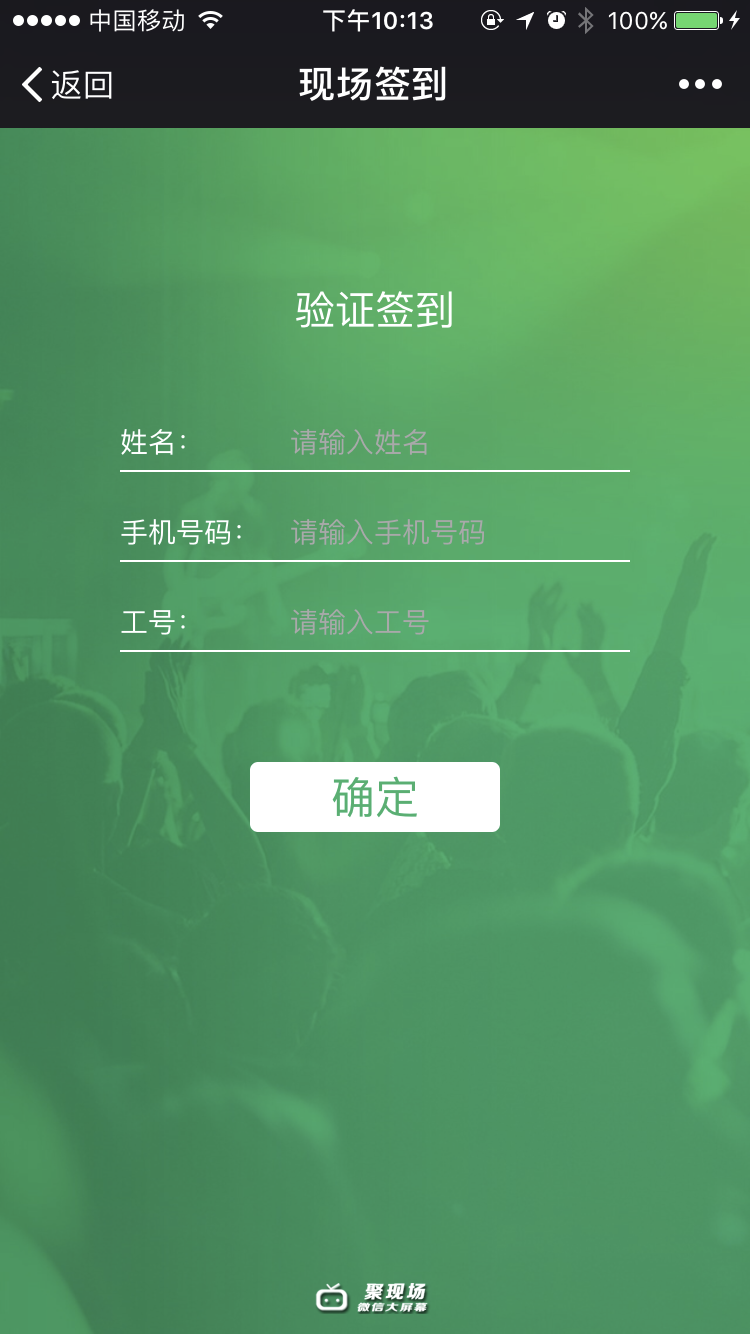 中国移动 下午10:13 100%
返回 现场签到
验证签到
姓名： 请输入姓名
手机号码： 请输入手机号码
工号： 请输入工号
确定
聚现场
微信大屏幕